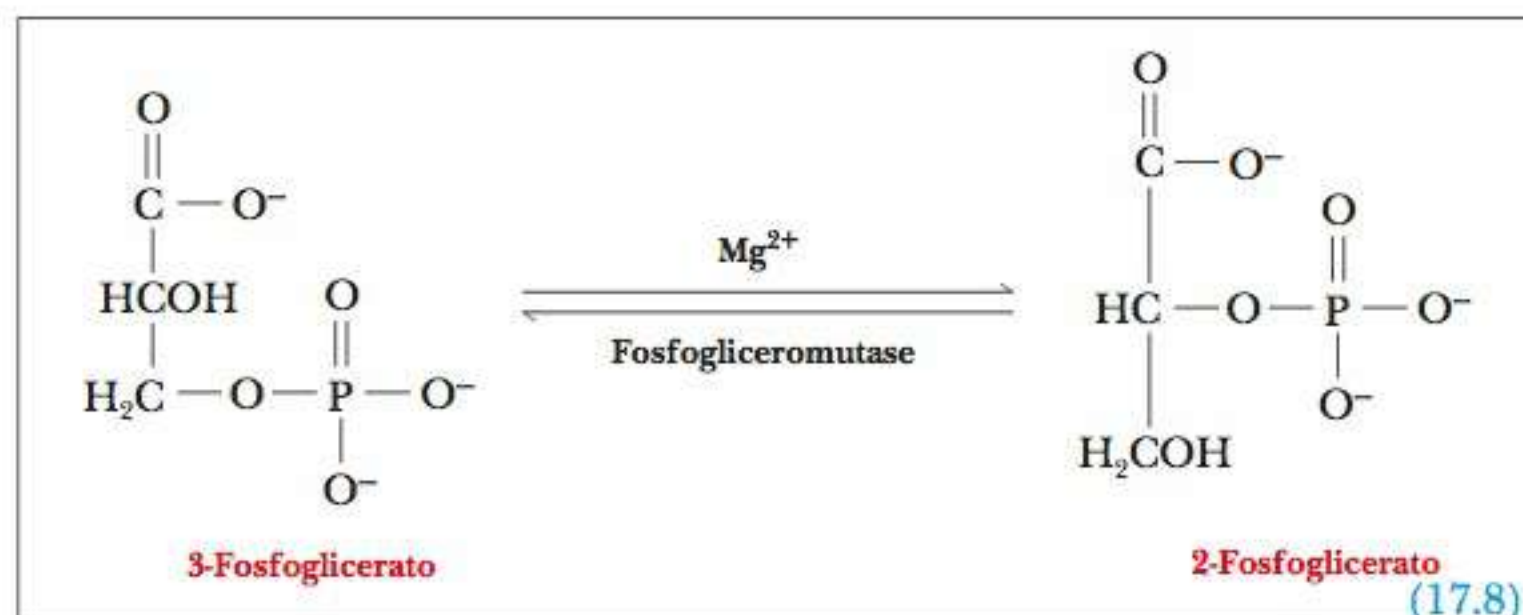 O
O
C
C — O⁻
O
C — O⁻
Mg²⁺
HCOH
O
HC — O — P — O⁻
Fosfogliceromutase
H₂C — O — P — O⁻
O⁻
H₂COH
O⁻
3-Fosfoglicerato
2-Fosfoglicerato
(17.8)